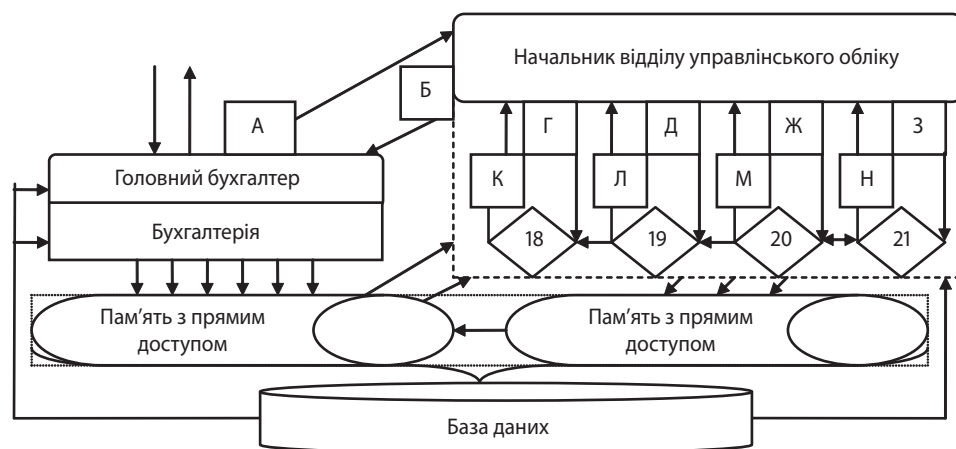 Начальник відділу управлінського обліку
А
Б
Г
Д
Ж
З
К
Л
М
Н
Головний бухгалтер
Бухгалтерія
18
19
20
21
Пам’ять з прямим
доступом
Пам’ять з прямим
доступом
База даних